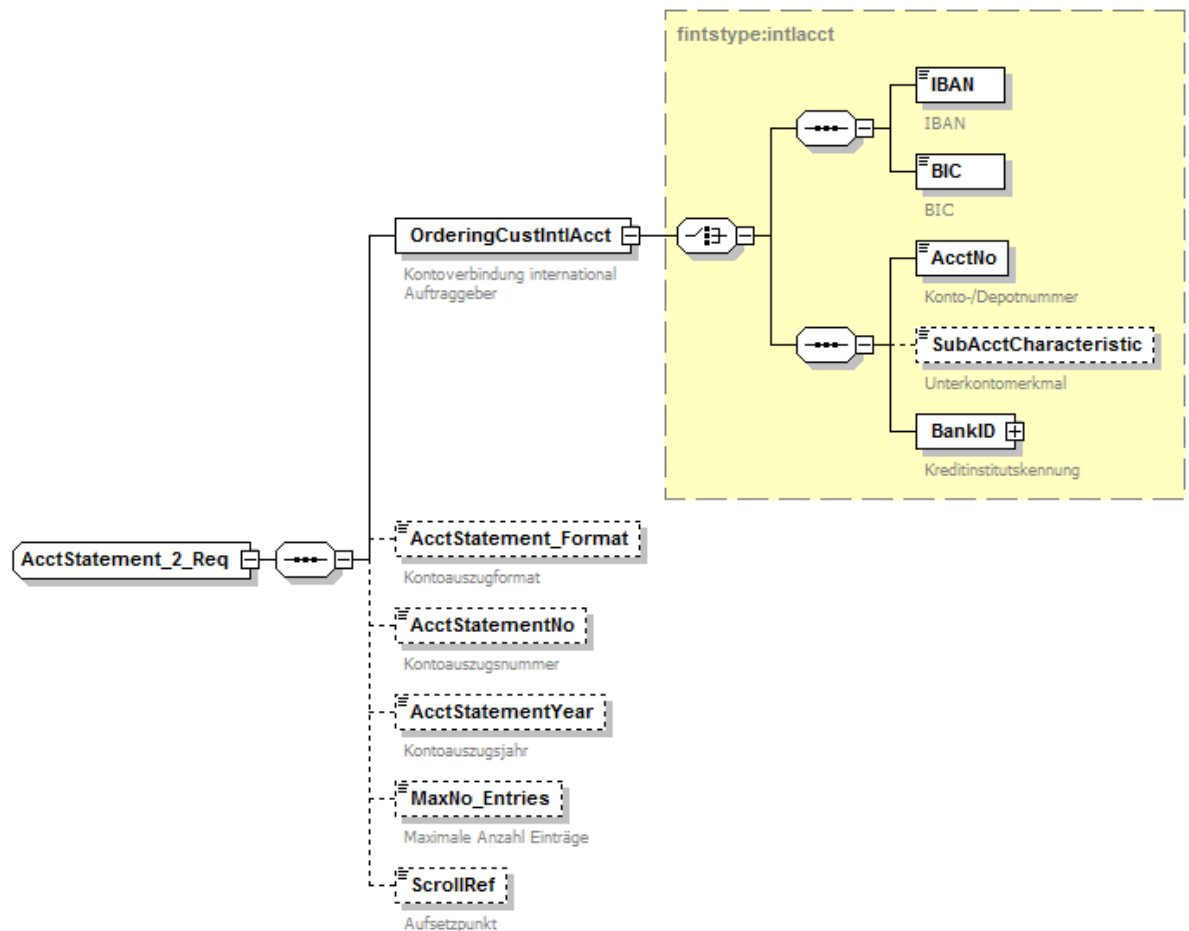 fintstype:intlacct
IBAN
IBAN
BIC
BIC
OrderingCustIntlAcct
Kontoverbindung international
Auftraggeber
AcctNo
Konto-/Depotnummer
SubAcctCharacteristic
Unterkontomerkmal
BankID
Kreditinstitutskennung
AcctStatement_2_Req
AcctStatement_Format
Kontoauszugformat
AcctStatementNo
Kontoauszugsnummer
AcctStatementYear
Kontoauszugsjahr
MaxNo_Entries
Maximale Anzahl Einträge
ScrollRef
Aufsetzpunkt